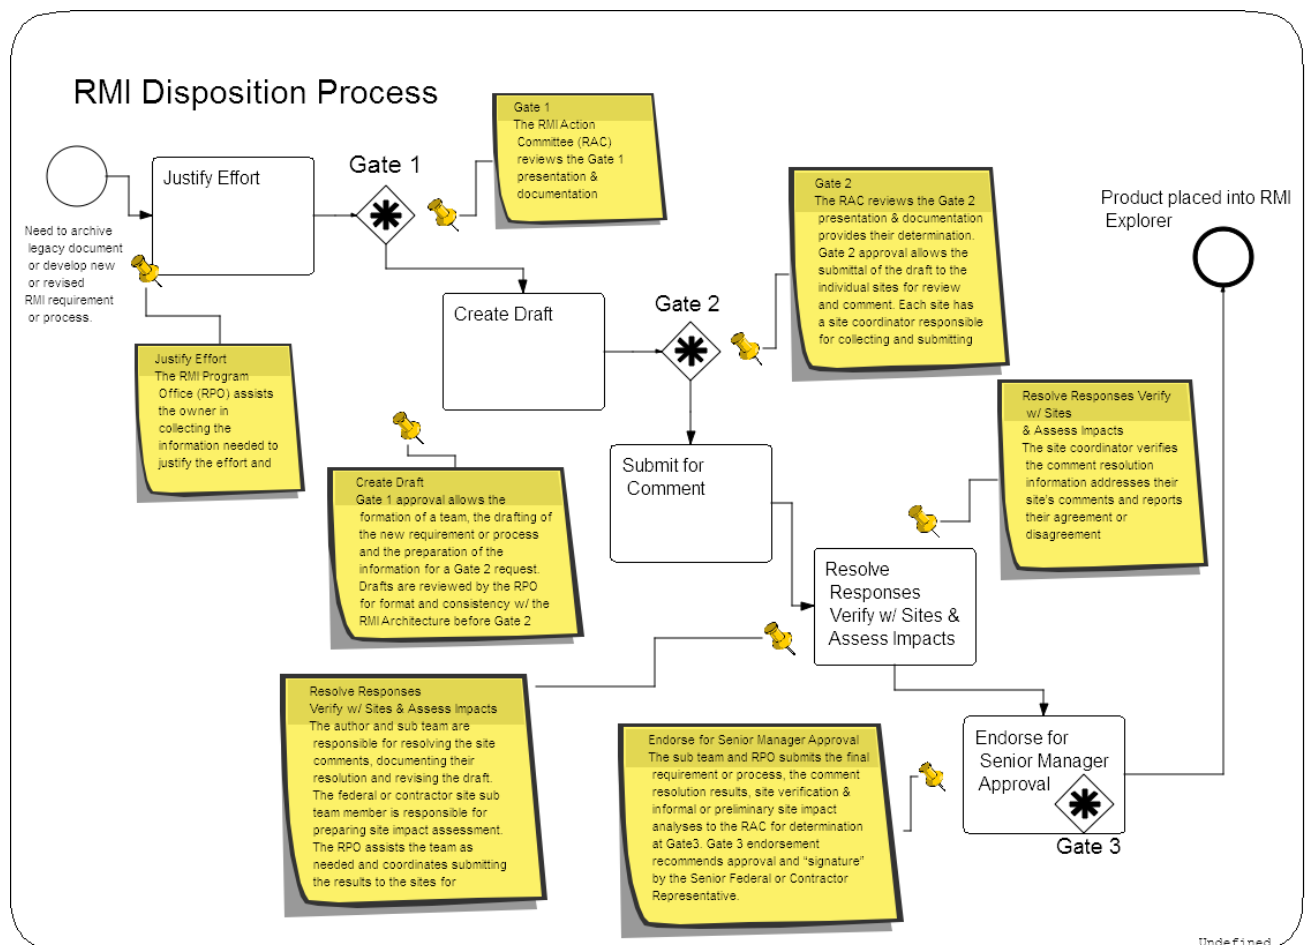 RMI Disposition Process
Gate 1
The RMI Action
Committee (RAC)
reviews the Gate 1
presentation &
documentation
Justify Effort
Gate 1
Gate 2
The RAC reviews the Gate 2
presentation & documentation
provides their determination.
Gate 2 approval allows the
submittal of the draft to the
individual sites for review
and comment. Each site has
a site coordinator responsible
for collecting and submitting
Product placed into RMI
Explorer
Need to archive
legacy document
or develop new
or revised
RMI requirement
or process.
Create Draft
Gate 2
Justify Effort
The RMI Program
Office (RPO) assists
the owner in
collecting the
information needed to
justify the effort and
Resolve Responses Verify
w/ Sites
& Assess Impacts
The site coordinator verifies
the comment resolution
information addresses their
site's comments and reports
their agreement or
disagreement
Submit for
Comment
Create Draft
Gate 1 approval allows the
formation of a team, the drafting of
the new requirement or process
and the preparation of the
information for a Gate 2 request.
Drafts are reviewed by the RPO
for format and consistency w/ the
RMI Architecture before Gate 2
Resolve
Responses
Verify w/ Sites &
Assess Impacts
Resolve Responses
Verify w/ Sites & Assess Impacts
The author and sub team are
responsible for resolving the site
comments, documenting their
resolution and revising the draft.
The federal or contractor site sub
team member is responsible for
preparing site impact assessment.
The RPO assists the team as
needed and coordinates submitting
the results to the sites for
Endorse for Senior Manager Approval
The sub team and RPO submits the final
requirement or process, the comment
resolution results, site verification &
informal or preliminary site impact
analyses to the RAC for determination
at Gate3. Gate 3 endorsement
recommends approval and “signature”
by the Senior Federal or Contractor
Representative.
Endorse for
Senior Manager
Approval
Gate 3
Undefined